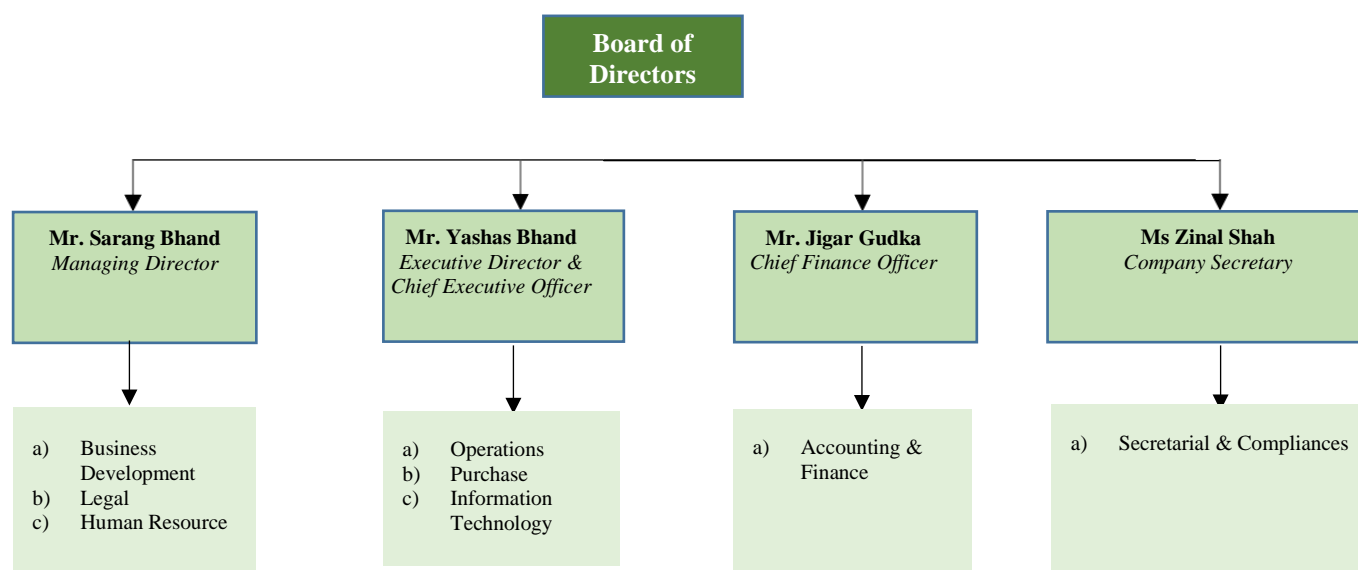 Board of
Directors
Mr. Sarang Bhand
Managing Director
Mr. Yashas Bhand
Executive Director &
Chief Executive Officer
Mr. Jigar Gudka
Chief Finance Officer
Ms Zinal Shah
Company Secretary
a) Business
Development
b) Legal
c) Human Resource
a) Operations
b) Purchase
c) Information
Technology
a) Accounting &
Finance
a) Secretarial & Compliances